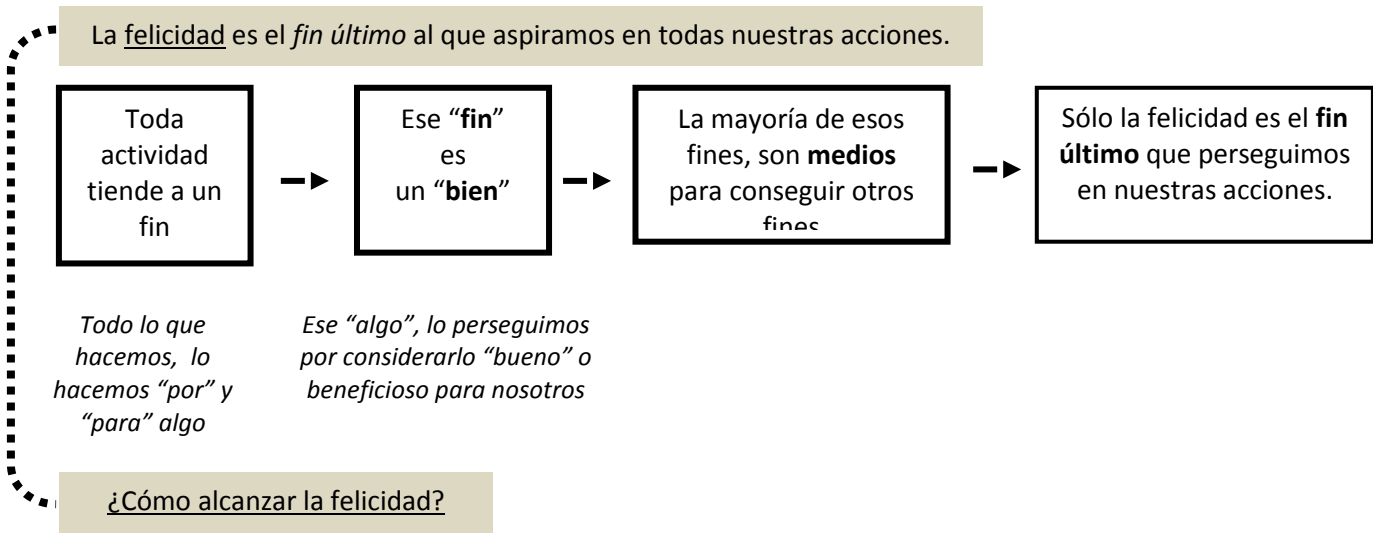 La felicidad es el fin último al que aspiramos en todas nuestras acciones.
Toda
actividad
tiende a un
fin
Ese “fin”
es
un “bien”
La mayoría de esos
fines, son medios
para conseguir otros
fines
Sólo la felicidad es el fin
último que perseguimos
en nuestras acciones.
Todo lo que
hacemos, lo
hacemos “por” y
“para” algo
Ese “algo”, lo perseguimos
por considerarlo “bueno” o
beneficioso para nosotros
¿Cómo alcanzar la felicidad?